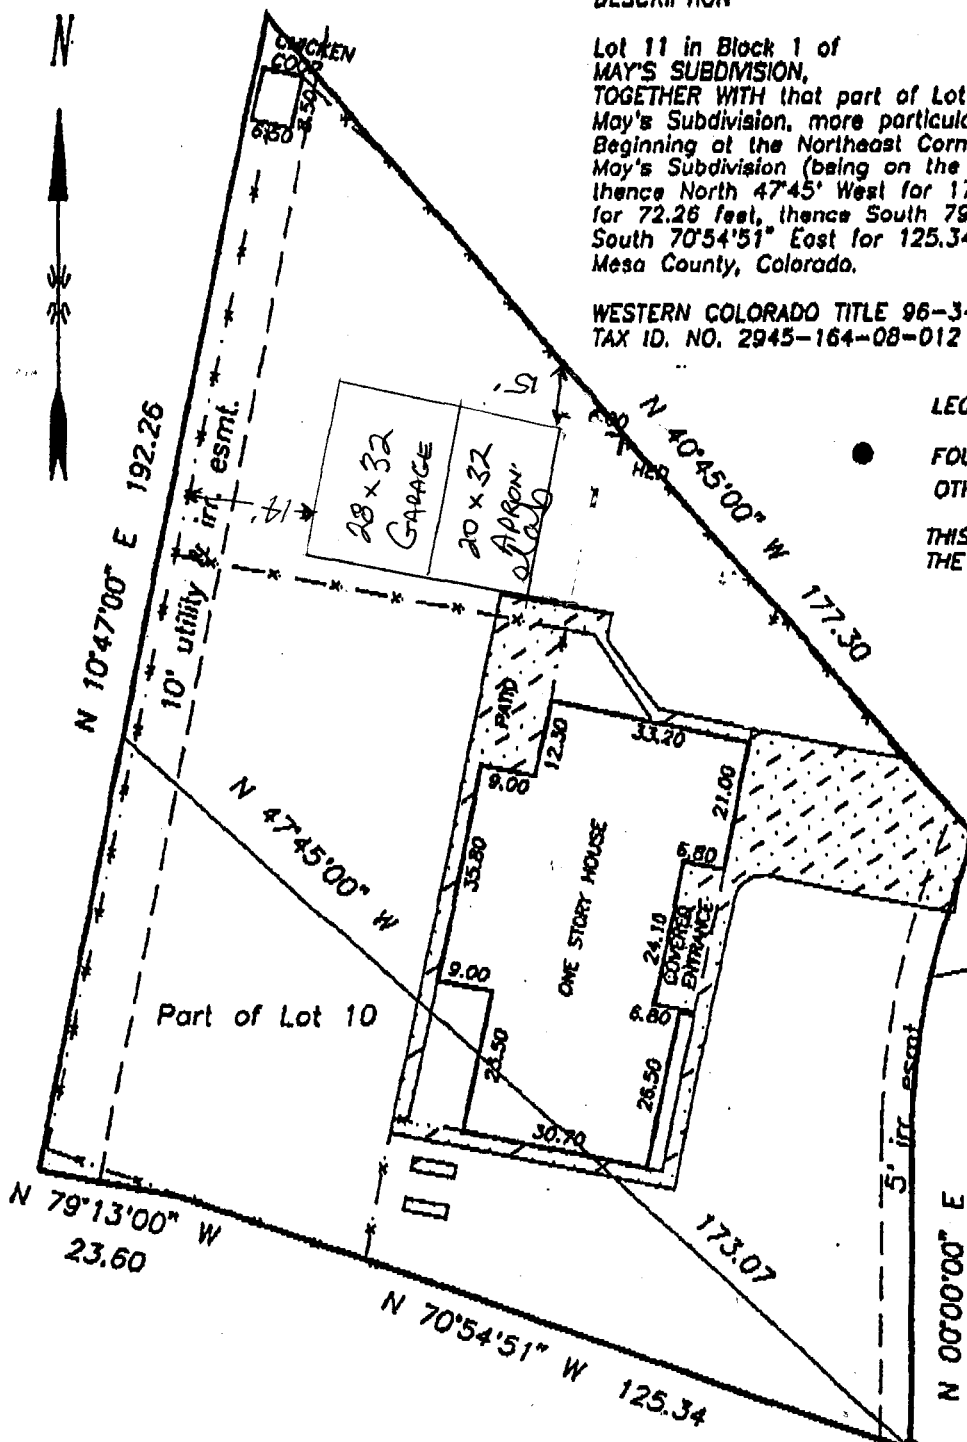 DESCRIPTION
N
Lot 11 in Block 1 of
MAY'S SUBDIVISION,
TOGETHER WITH that part of Lot
May's Subdivision, more particula
Beginning at the Northeast Corn
May's Subdivision (being on the
thence North 47°45' West for 17
for 72.26 feet, thence South 79
South 70°54'51" East for 125.34
Mesa County, Colorado.
WESTERN COLORADO TITLE 96-3
TAX ID. NO. 2945-164-08-012
LEG
FOU
OTH
THIS
THE
CHICKEN
COOP
8.50
6.50
N 10°47'00" E 192.26
10' utility & irr. esmt.
15'
14'
28 x 32
GARAGE
20 x 32
APRON
slab
N 40°45'00" W 177.30
PATIO
12.30
33.20
9.00
21.00
35.80
6.80
ONE STORY HOUSE
24.10
COVERED
ENTRANCE
9.00
6.80
26.50
30.70
N 47°45'00" W
173.07
Part of Lot 10
5' irr esmt
N 79°13'00" W
23.60
N 70°54'51" W 125.34
N 00°00'00" E